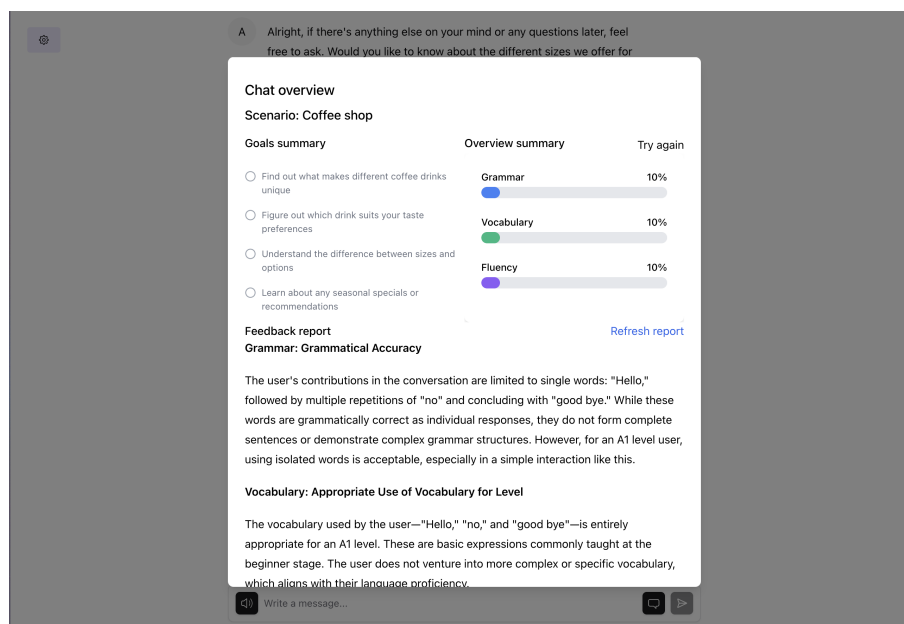 A
Alright, if there's anything else on your mind or any questions later, feel
free to ask. Would you like to know about the different sizes we offer for
Chat overview
Scenario: Coffee shop
Goals summary
Find out what makes different coffee drinks
unique
Figure out which drink suits your taste
preferences
Understand the difference between sizes and
options
Learn about any seasonal specials or
recommendations
Overview summary
Try again
Grammar 10%
Vocabulary 10%
Fluency 10%
Feedback report
Refresh report
Grammar: Grammatical Accuracy
The user's contributions in the conversation are limited to single words: "Hello,"
followed by multiple repetitions of "no" and concluding with "good bye." While these
words are grammatically correct as individual responses, they do not form complete
sentences or demonstrate complex grammar structures. However, for an A1 level user,
using isolated words is acceptable, especially in a simple interaction like this.
Vocabulary: Appropriate Use of Vocabulary for Level
The vocabulary used by the user—"Hello," "no," and "good bye"—is entirely
appropriate for an A1 level. These are basic expressions commonly taught at the
beginner stage. The user does not venture into more complex or specific vocabulary,
which aligns with their language proficiency.
Write a message...